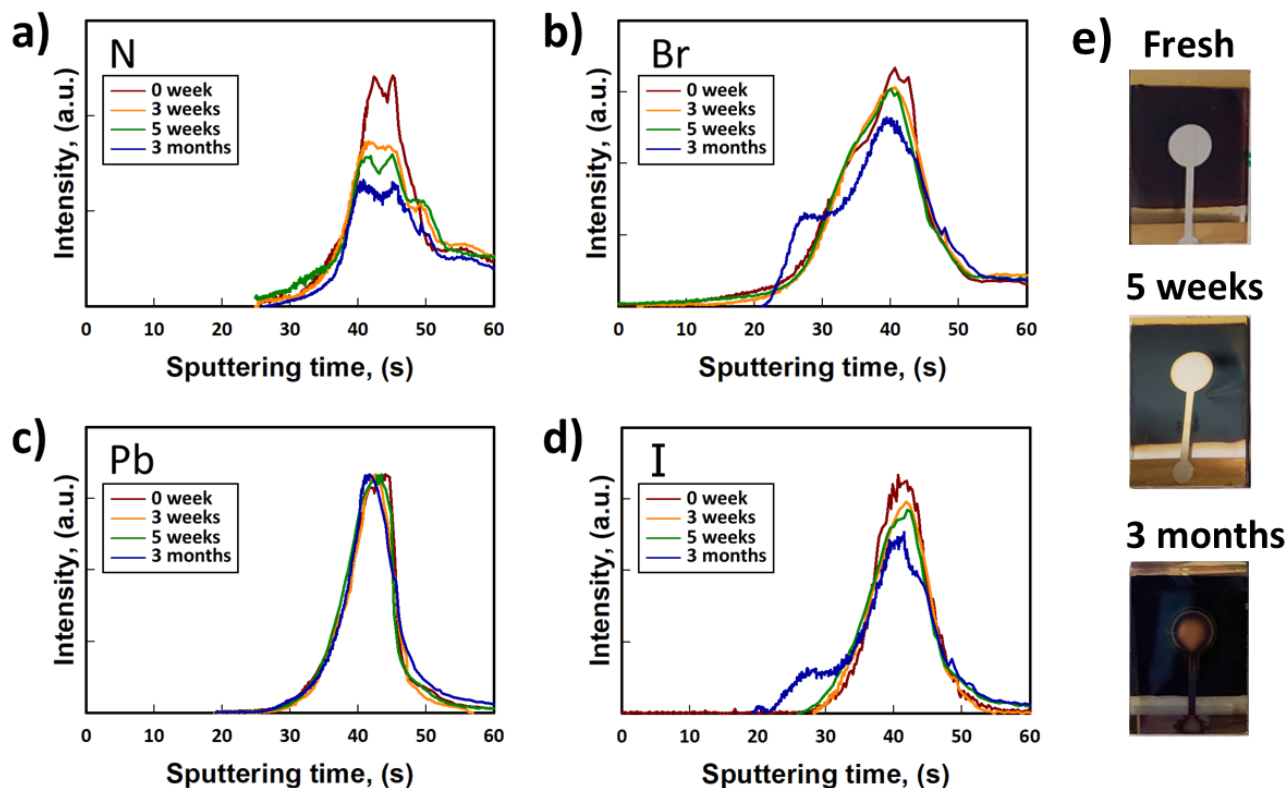 a)
N
0 week
3 weeks
5 weeks
3 months
Intensity, (a.u.)
0 10 20 30 40 50 60
Sputtering time, (s)
b)
Br
0 week
3 weeks
5 weeks
3 months
Intensity, (a.u.)
0 10 20 30 40 50 60
Sputtering time, (s)
c)
Pb
0 week
3 weeks
5 weeks
3 months
Intensity, (a.u.)
0 10 20 30 40 50 60
Sputtering time, (s)
d)
I
0 week
3 weeks
5 weeks
3 months
Intensity, (a.u.)
0 10 20 30 40 50 60
Sputtering time, (s)
e)
Fresh
5 weeks
3 months